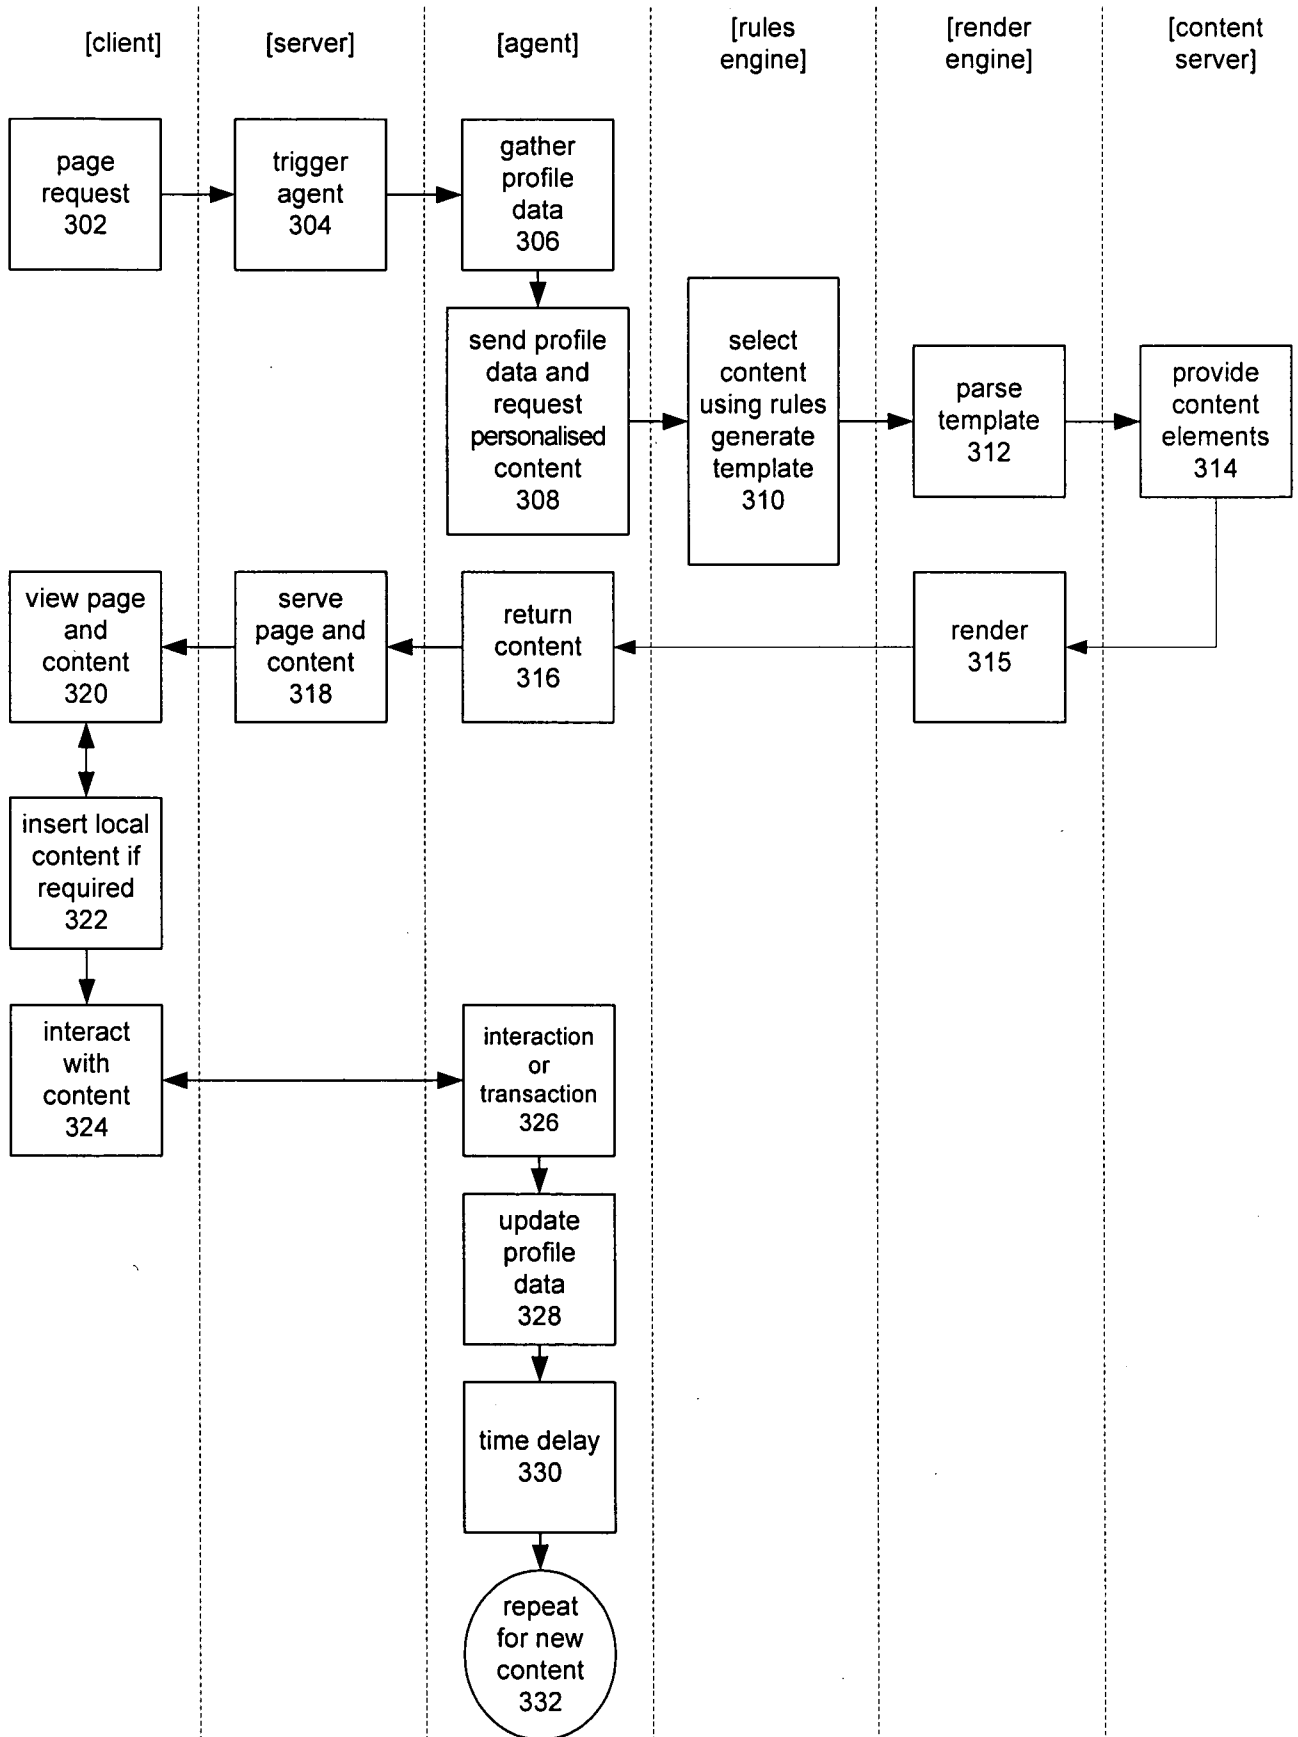 [client]
[server]
[agent]
[rules
engine]
[render
engine]
[content
server]
page
request
302
trigger
agent
304
gather
profile
data
306
send profile
data and
request
personalised
content
308
select
content
using rules
generate
template
310
parse
template
312
provide
content
elements
314
view page
and
content
320
serve
page and
content
318
return
content
316
render
315
insert local
content if
required
322
interact
with
content
324
interaction
or
transaction
326
update
profile
data
328
time delay
330
repeat
for new
content
332